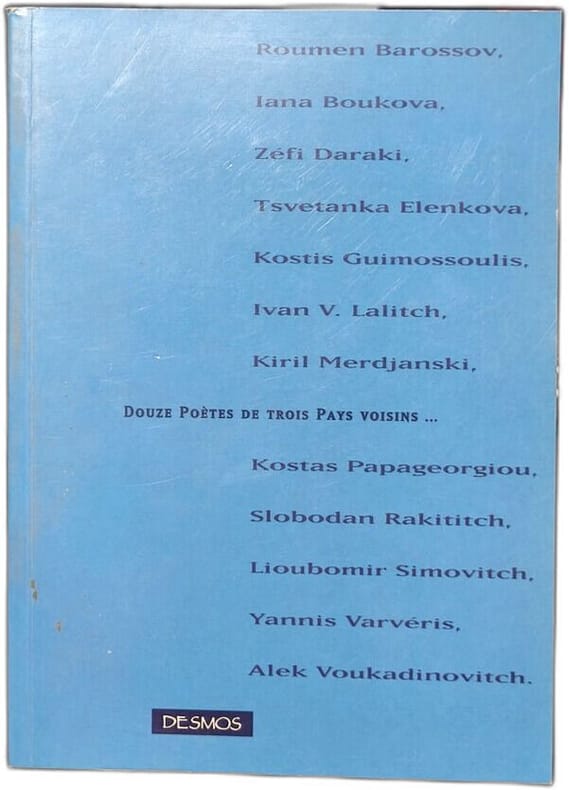 Roumen Barossov,
Iana Boukova,
Zéfi Daraki,
Tsvetanka Elenkova,
Kostis Guimossoulis,
Ivan V. Lalitch,
Kiril Merdjanski,
Douze Poètes de trois Pays voisins ...
Kostas Papageorgiou,
Slobodan Rakititch,
Lioubomir Simovitch,
Yannis Varvéris,
Alek Voukadinovitch.
DESMOS